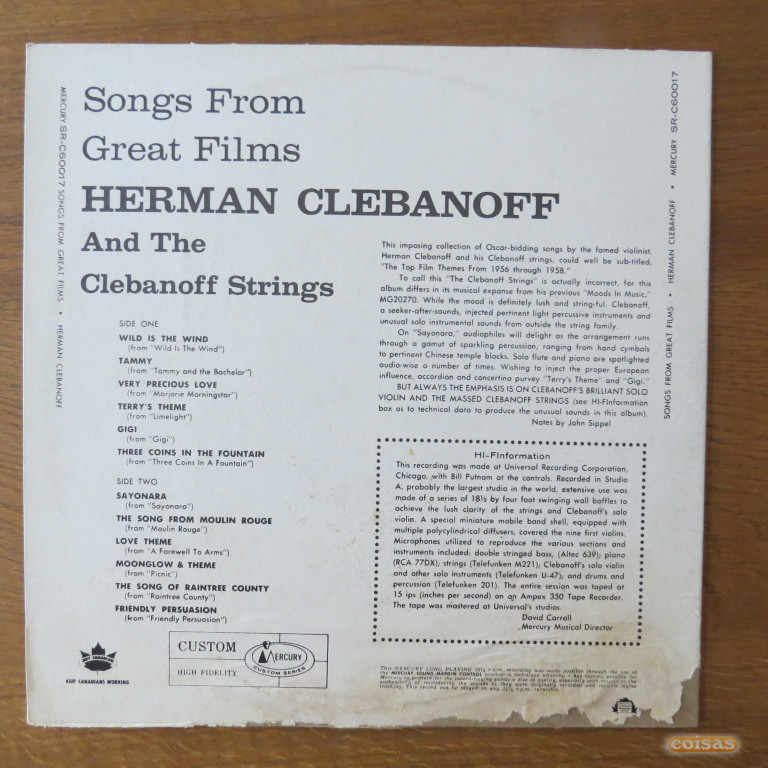 Songs From
Great Films
HERMAN CLEBANOFF
And The
Clebanoff Strings
MERCURY SR-C60017 SONGS FROM GREAT FILMS • HERMAN CLEBANOFF
SIDE ONE
WILD IS THE WIND
(from "Wild Is The Wind")
TAMMY
(from "Tammy and the Bachelor")
VERY PRECIOUS LOVE
(from "Marjorie Morningstar")
TERRY'S THEME
(from "Limelight")
GIGI
(from "Gigi")
THREE COINS IN THE FOUNTAIN
(from "Three Coins In A Fountain")
SIDE TWO
SAYONARA
(from "Sayonara")
THE SONG FROM MOULIN ROUGE
(from "Moulin Rouge")
LOVE THEME
(from "A Farewell To Arms")
MOONGLOW & THEME
(from "Picnic")
THE SONG OF RAINTREE COUNTY
(from "Raintree County")
FRIENDLY PERSUASION
(from "Friendly Persuasion")
This imposing collection of Oscar-bidding songs by the famed violinist,
Herman Clebanoff and his Clebanoff strings, could well be sub-titled,
"The Top Film Themes From 1956 through 1958."
To call this "The Clebanoff Strings" is actually incorrect, for this
album differs in its musical expanse from his previous "Moods In Music,"
MG20270. While the mood is definitely lush and string-ful, Clebanoff,
a seeker-after-sounds, injected pertinent light percussive instruments and
unusual solo instrumental sounds from outside the string family.
On "Sayonara," audiophiles will delight as the arrangement runs
through a gamut of sparkling percussion, ranging from hand cymbals
to pertinent Chinese temple blocks. Solo flute and piano are spotlighted
audio-wise a number of times. Wishing to inject the proper European
influence, accordion and concertina purvey "Terry's Theme" and "Gigi."
BUT ALWAYS THE EMPHASIS IS ON CLEBANOFF'S BRILLIANT SOLO
VIOLIN AND THE MASSED CLEBANOFF STRINGS (see HI-FInformation
box as to technical data to produce the unusual sounds in this album).
Notes by John Sippel
HI-FInformation
This recording was made at Universal Recording Corporation,
Chicago, with Bill Putnam at the controls. Recorded in Studio
A, probably the largest studio in the world, extensive use was
made of a series of 18½ by four foot swinging wall baffles to
achieve the lush clarity of the strings and Clebanoff's solo
violin. A special miniature mobile band shell, equipped with
multiple polycylindrical diffusers, covered the nine first violins.
Microphones utilized to reproduce the various sections and
instruments included: double stringed bass, (Altec 639); piano
(RCA 77DX); strings (Telefunken M221); Clebanoff's solo violin
and other solo instruments (Telefunken U-47); and drums and
percussion (Telefunken 201). The entire session was taped at
15 ips (inches per second) on an Ampex 350 Tape Recorder.
The tape was mastered at Universal's studios.
David Carroll
Mercury Musical Director
SONGS FROM GREAT FILMS • HERMAN CLEBANOFF • MERCURY SR-C60017
BUY CANADIAN
KEEP CANADIANS WORKING
CUSTOM
HIGH FIDELITY
MERCURY
CUSTOM SERIES
THIS MERCURY LONG PLAYING 33⅓ r.p.m. recording was made possible through the use of
the MERCURY SOUND MARGIN CONTROL
coisas